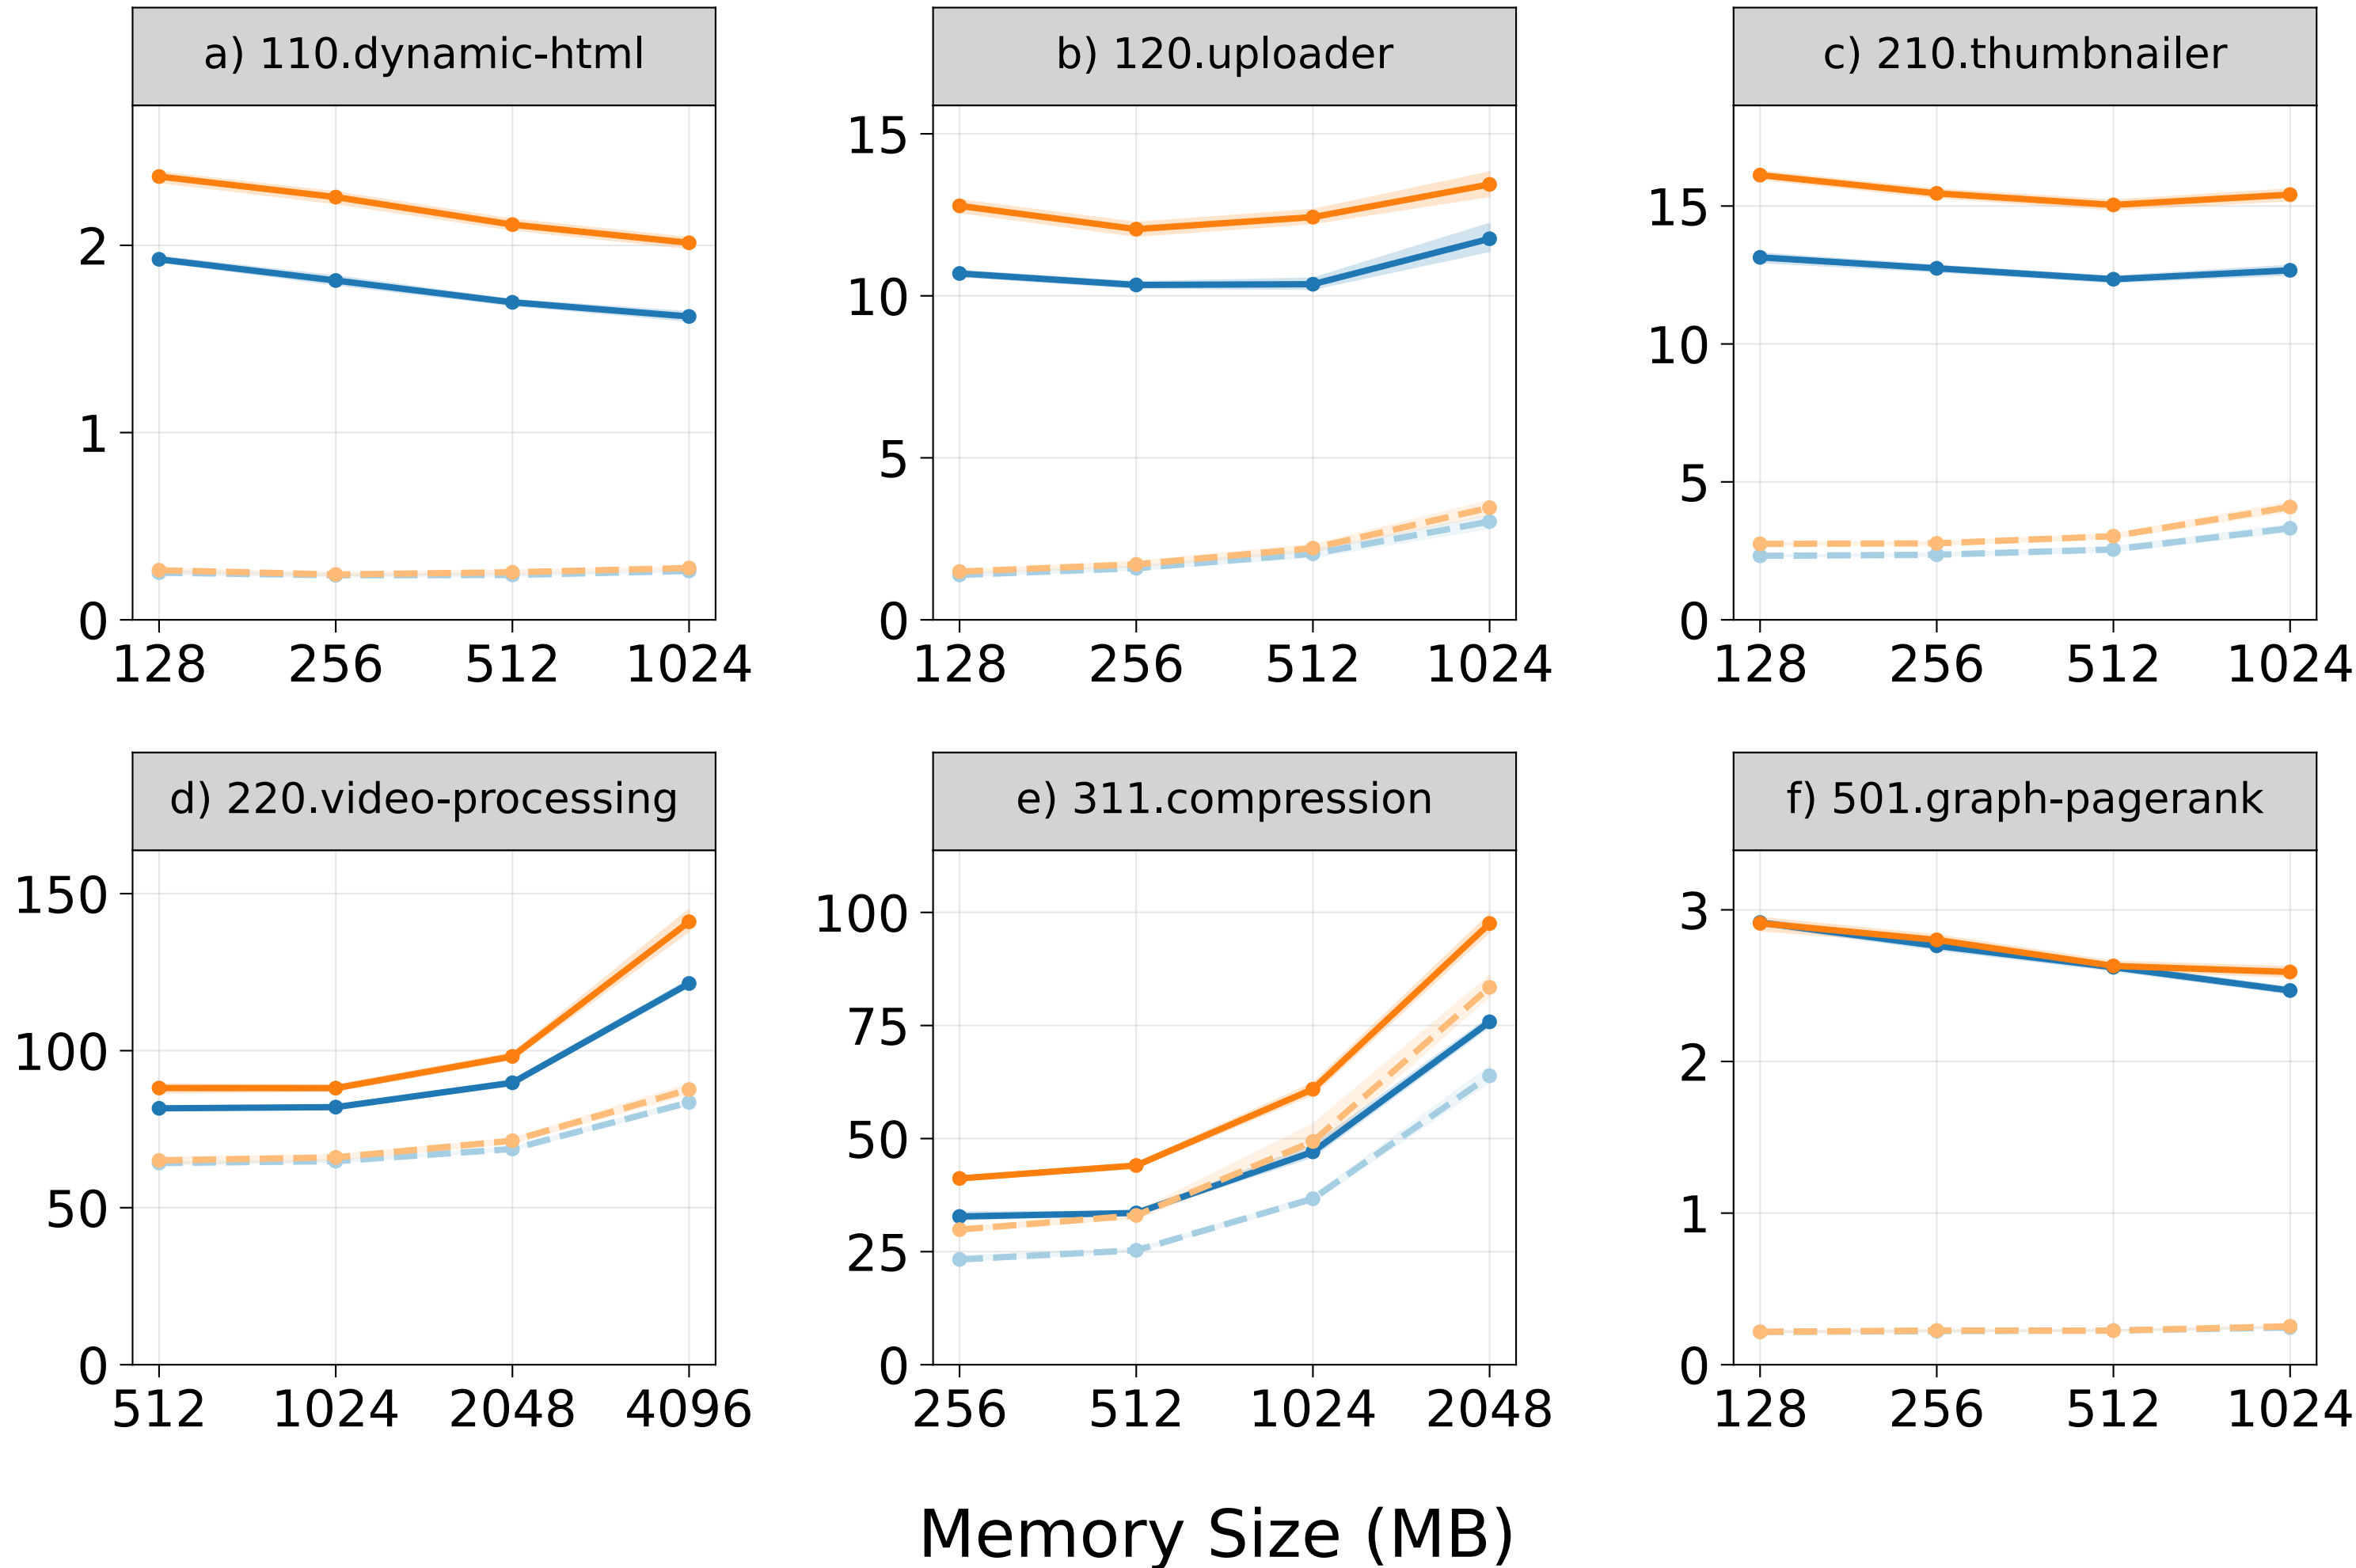 a) 110.dynamic-html
b) 120.uploader
c) 210.thumbnailer
2
1
0
128 256 512 1024
15
10
5
0
128 256 512 1024
15
10
5
0
128 256 512 1024
d) 220.video-processing
e) 311.compression
f) 501.graph-pagerank
150
100
50
0
512 1024 2048 4096
100
75
50
25
0
256 512 1024 2048
3
2
1
0
128 256 512 1024
Memory Size (MB)